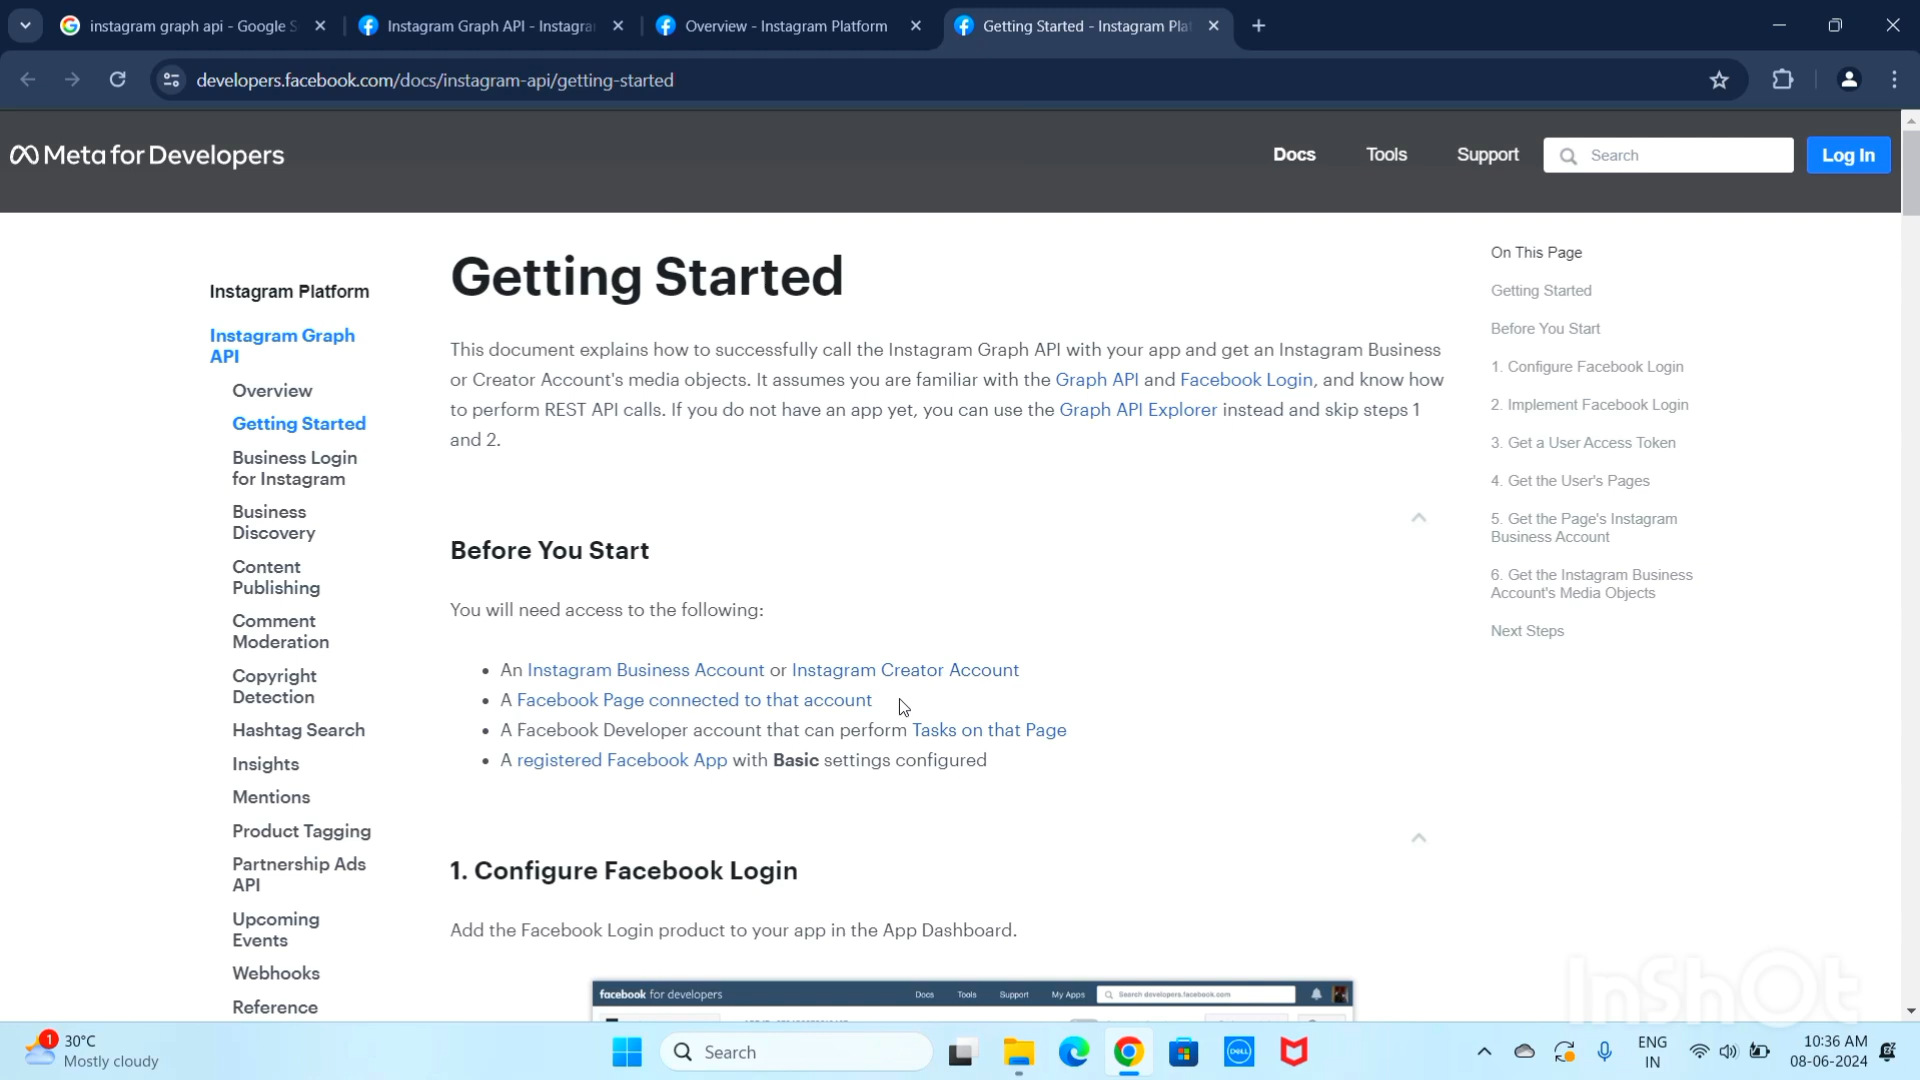 instagram graph api - Google S
Instagram Graph API - Instagra
Overview - Instagram Platform
Getting Started - Instagram Plat
developers.facebook.com/docs/instagram-api/getting-started
Meta for Developers
Docs
Tools
Support
Search
Log In
Instagram Platform
Instagram Graph
API
Overview
Getting Started
Business Login
for Instagram
Business
Discovery
Content
Publishing
Comment
Moderation
Copyright
Detection
Hashtag Search
Insights
Mentions
Product Tagging
Partnership Ads
API
Upcoming
Events
Webhooks
Reference
Getting Started
This document explains how to successfully call the Instagram Graph API with your app and get an Instagram Business
or Creator Account's media objects. It assumes you are familiar with the Graph API and Facebook Login, and know how
to perform REST API calls. If you do not have an app yet, you can use the Graph API Explorer instead and skip steps 1
and 2.
Before You Start
You will need access to the following:
• An Instagram Business Account or Instagram Creator Account
• A Facebook Page connected to that account
• A Facebook Developer account that can perform Tasks on that Page
• A registered Facebook App with Basic settings configured
1. Configure Facebook Login
Add the Facebook Login product to your app in the App Dashboard.
facebook for developers
Docs
Tools
Support
My Apps
Search developers.facebook.com
On This Page
Getting Started
Before You Start
1. Configure Facebook Login
2. Implement Facebook Login
3. Get a User Access Token
4. Get the User's Pages
5. Get the Page's Instagram
Business Account
6. Get the Instagram Business
Account's Media Objects
Next Steps
InShOt
1
30°C
Mostly cloudy
Search
DELL
ENG
IN
10:36 AM
08-06-2024